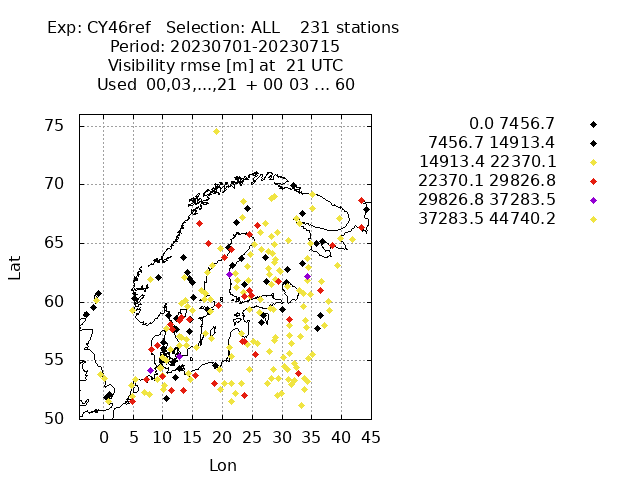 Exp: CY46ref   Selection: ALL    231 stations
Period: 20230701-20230715
Visibility rmse [m] at  21 UTC
Used  00,03,...,21  + 00 03 ... 60
0.0 7456.7
7456.7 14913.4
14913.4 22370.1
22370.1 29826.8
29826.8 37283.5
37283.5 44740.2
75
70
65
60
55
50
Lat
0 5 10 15 20 25 30 35 40 45
Lon